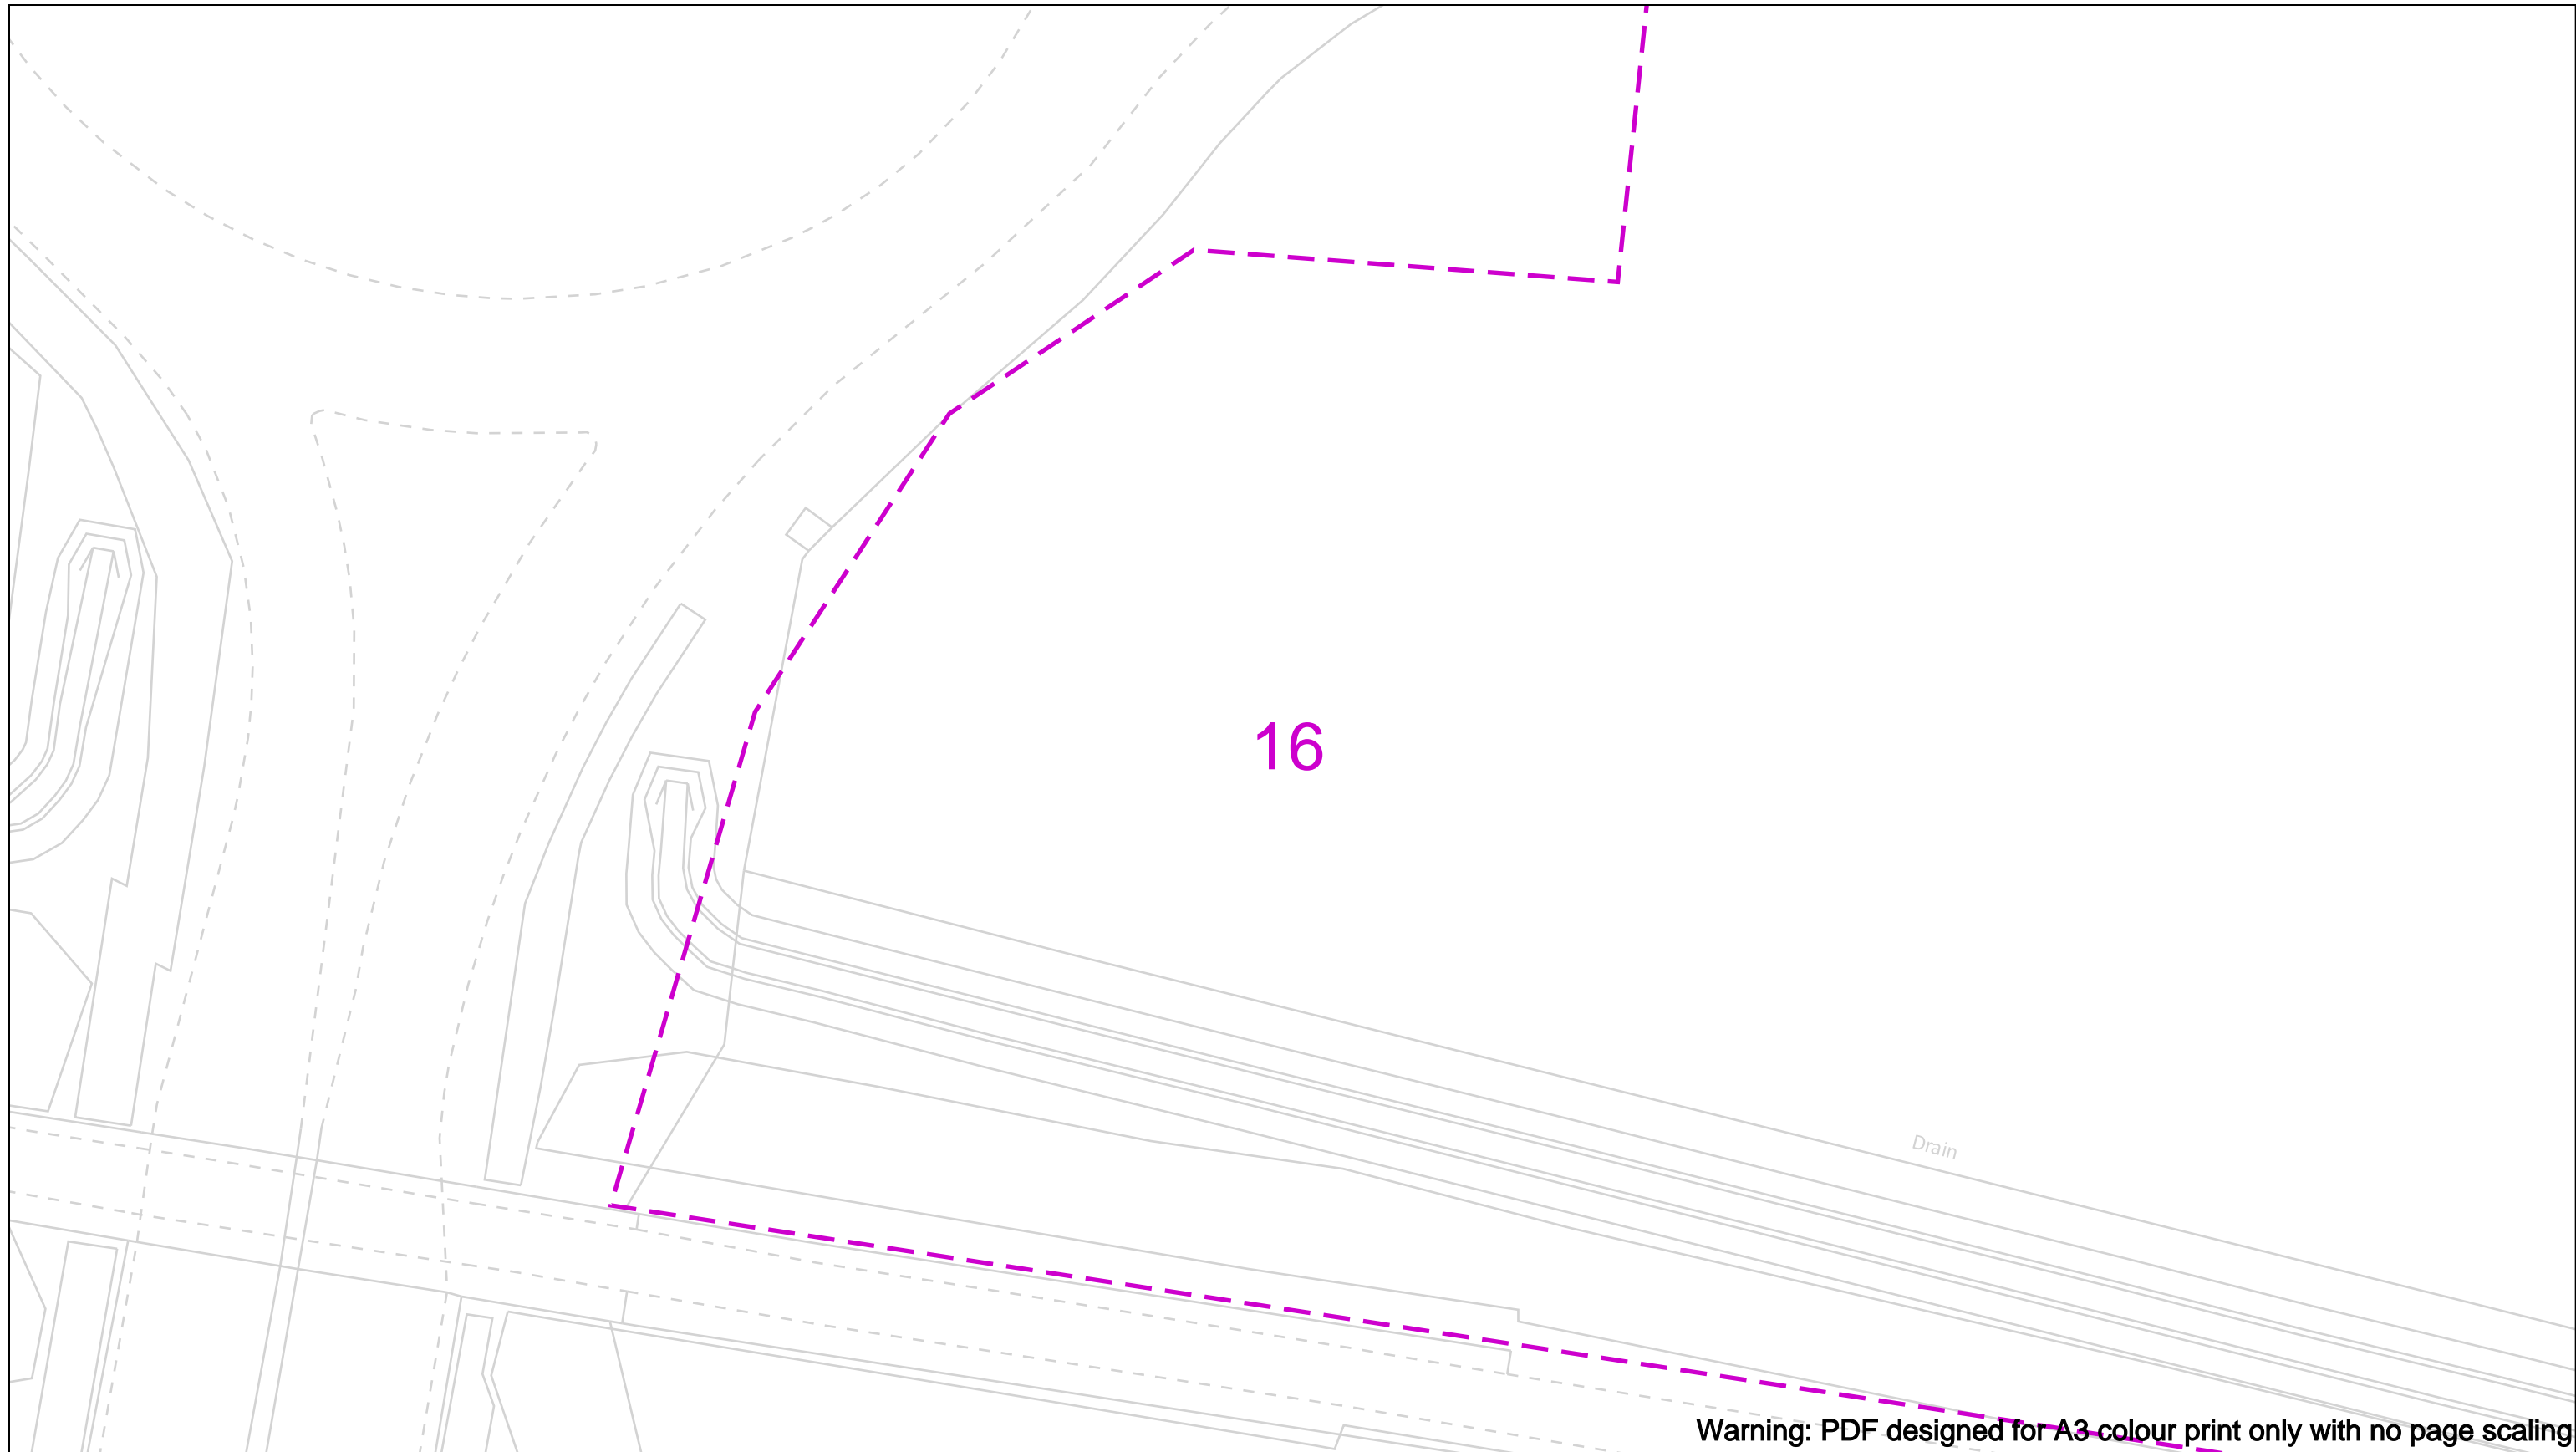 16
Drain
Warning: PDF designed for A3 colour print only with no page scaling